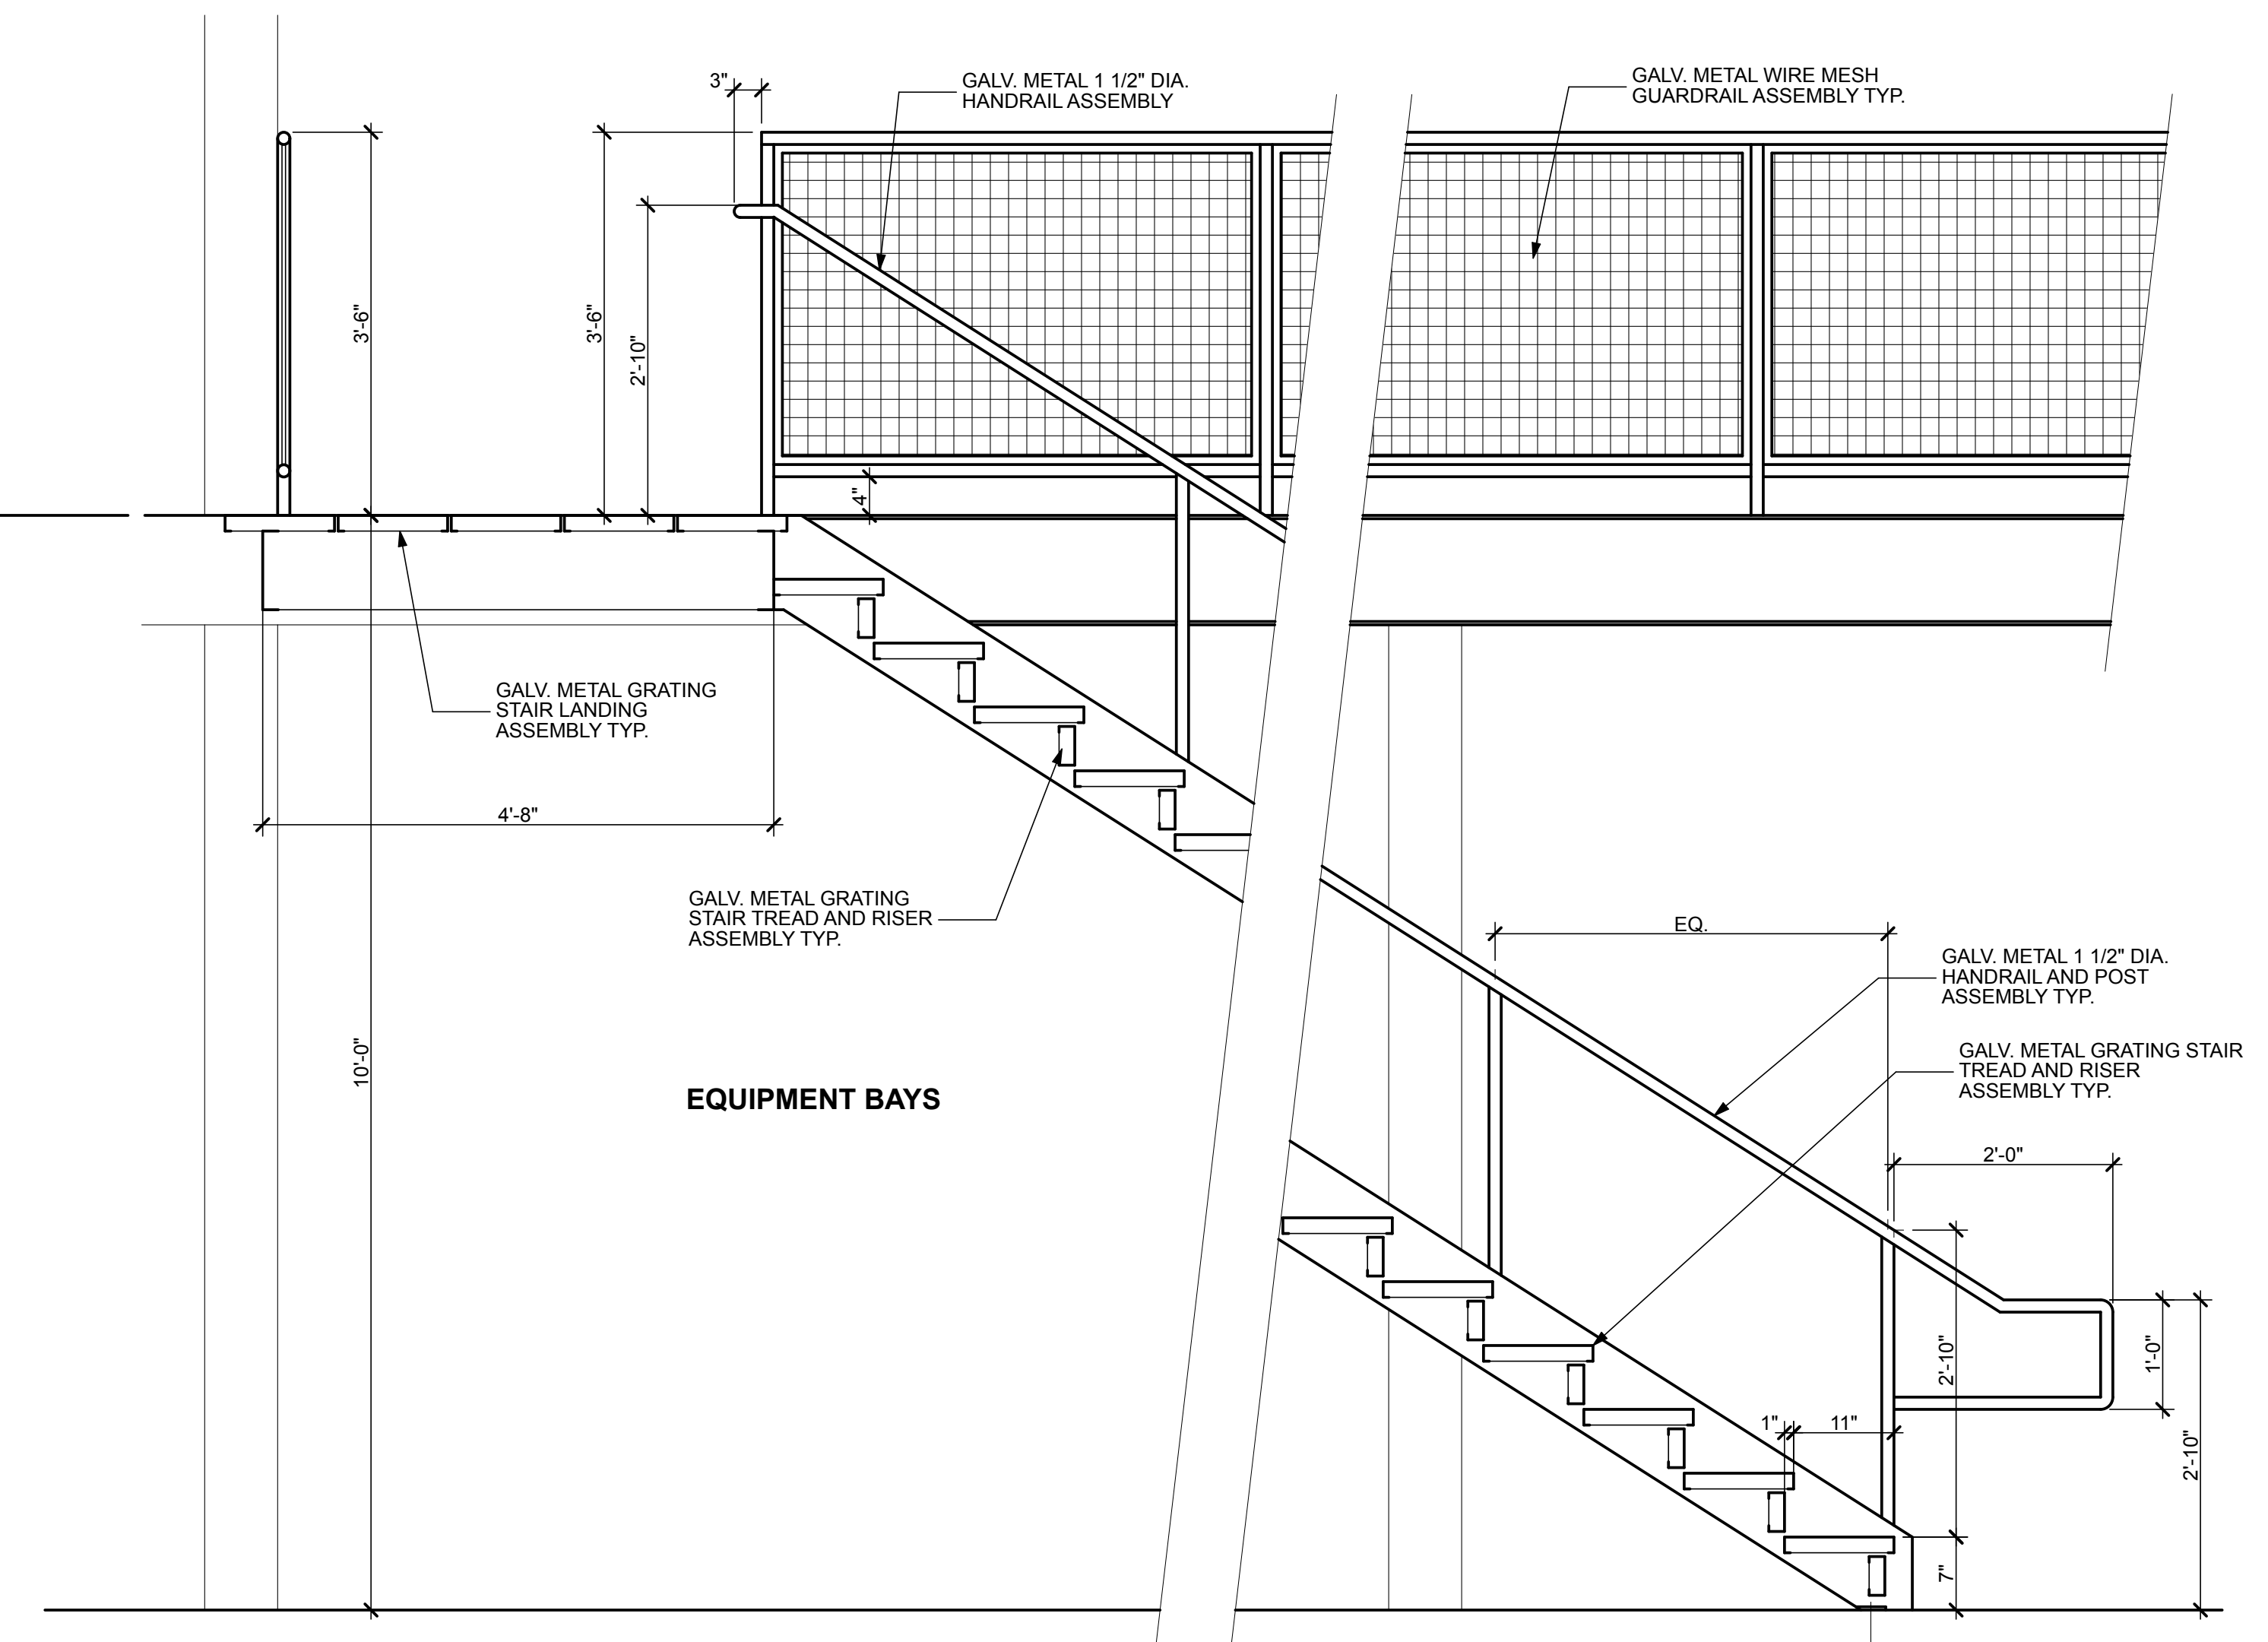 3"
GALV. METAL 1 1/2" DIA.
HANDRAIL ASSEMBLY
GALV. METAL WIRE MESH
GUARDRAIL ASSEMBLY TYP.
3'-6"
3'-6"
2'-10"
4"
GALV. METAL GRATING
STAIR LANDING
ASSEMBLY TYP.
4'-8"
GALV. METAL GRATING
STAIR TREAD AND RISER
ASSEMBLY TYP.
EQ.
GALV. METAL 1 1/2" DIA.
HANDRAIL AND POST
ASSEMBLY TYP.
10'-0"
GALV. METAL GRATING STAIR
TREAD AND RISER
ASSEMBLY TYP.
EQUIPMENT BAYS
2'-0"
2'-10"
1'-0"
1"
11"
2'-10"
7"